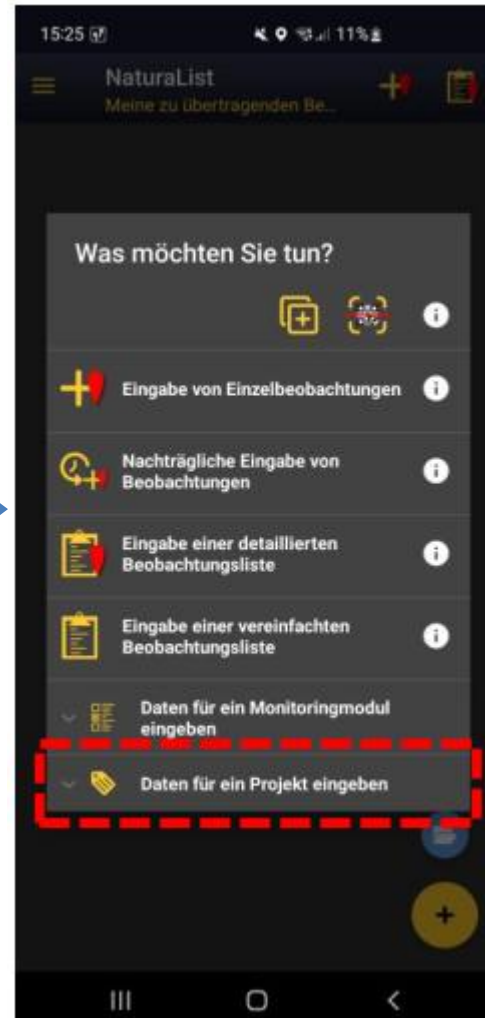 15:25 11%
NaturaList
Meine zu übertragenden Be...
Was möchten Sie tun?
Eingabe von Einzelbeobachtungen
Nachträgliche Eingabe von
Beobachtungen
Eingabe einer detaillierten
Beobachtungsliste
Eingabe einer vereinfachten
Beobachtungsliste
Daten für ein Monitoringmodul
eingeben
Daten für ein Projekt eingeben